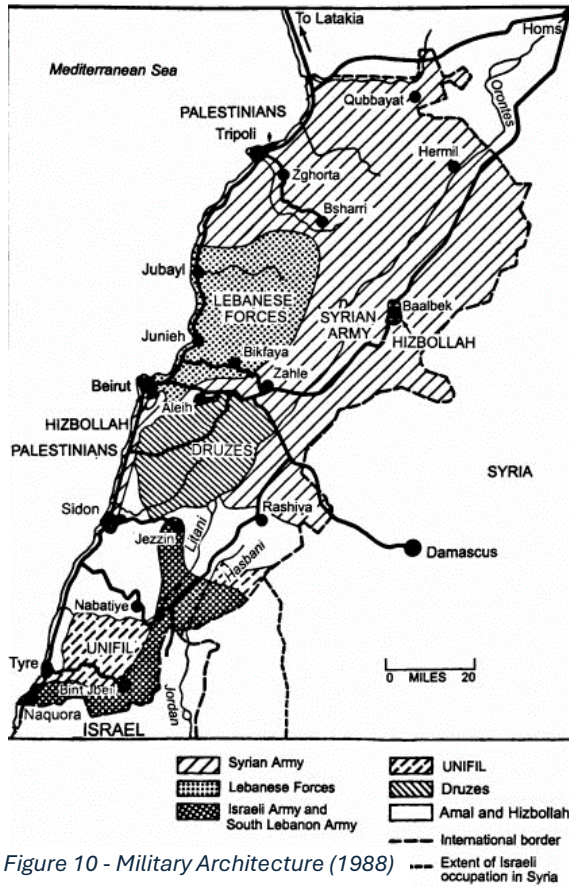 To Latakia
Homs
Mediterranean Sea
Qubbayat
Orontes
PALESTINIANS
Tripoli
Hermil
Zghorta
Bsharri
Jubayl
LEBANESE
FORCES
SYRIAN
ARMY
Baalbek
HIZBOLLAH
Junieh
Bikfaya
Zahle
Beirut
Aleih
HIZBOLLAH
PALESTINIANS
DRUZES
SYRIA
Sidon
Rashiva
Jezzin
Litani
Damascus
Hasbani
Nabatiye
UNIFIL
Tyre
0 MILES 20
Bint Jbeil
Jordan
Naquora
ISRAEL
Syrian Army
Lebanese Forces
Israeli Army and
South Lebanon Army
UNIFIL
Druzes
Amal and Hizbollah
International border
Extent of Israeli
occupation in Syria
Figure 10 - Military Architecture (1988)